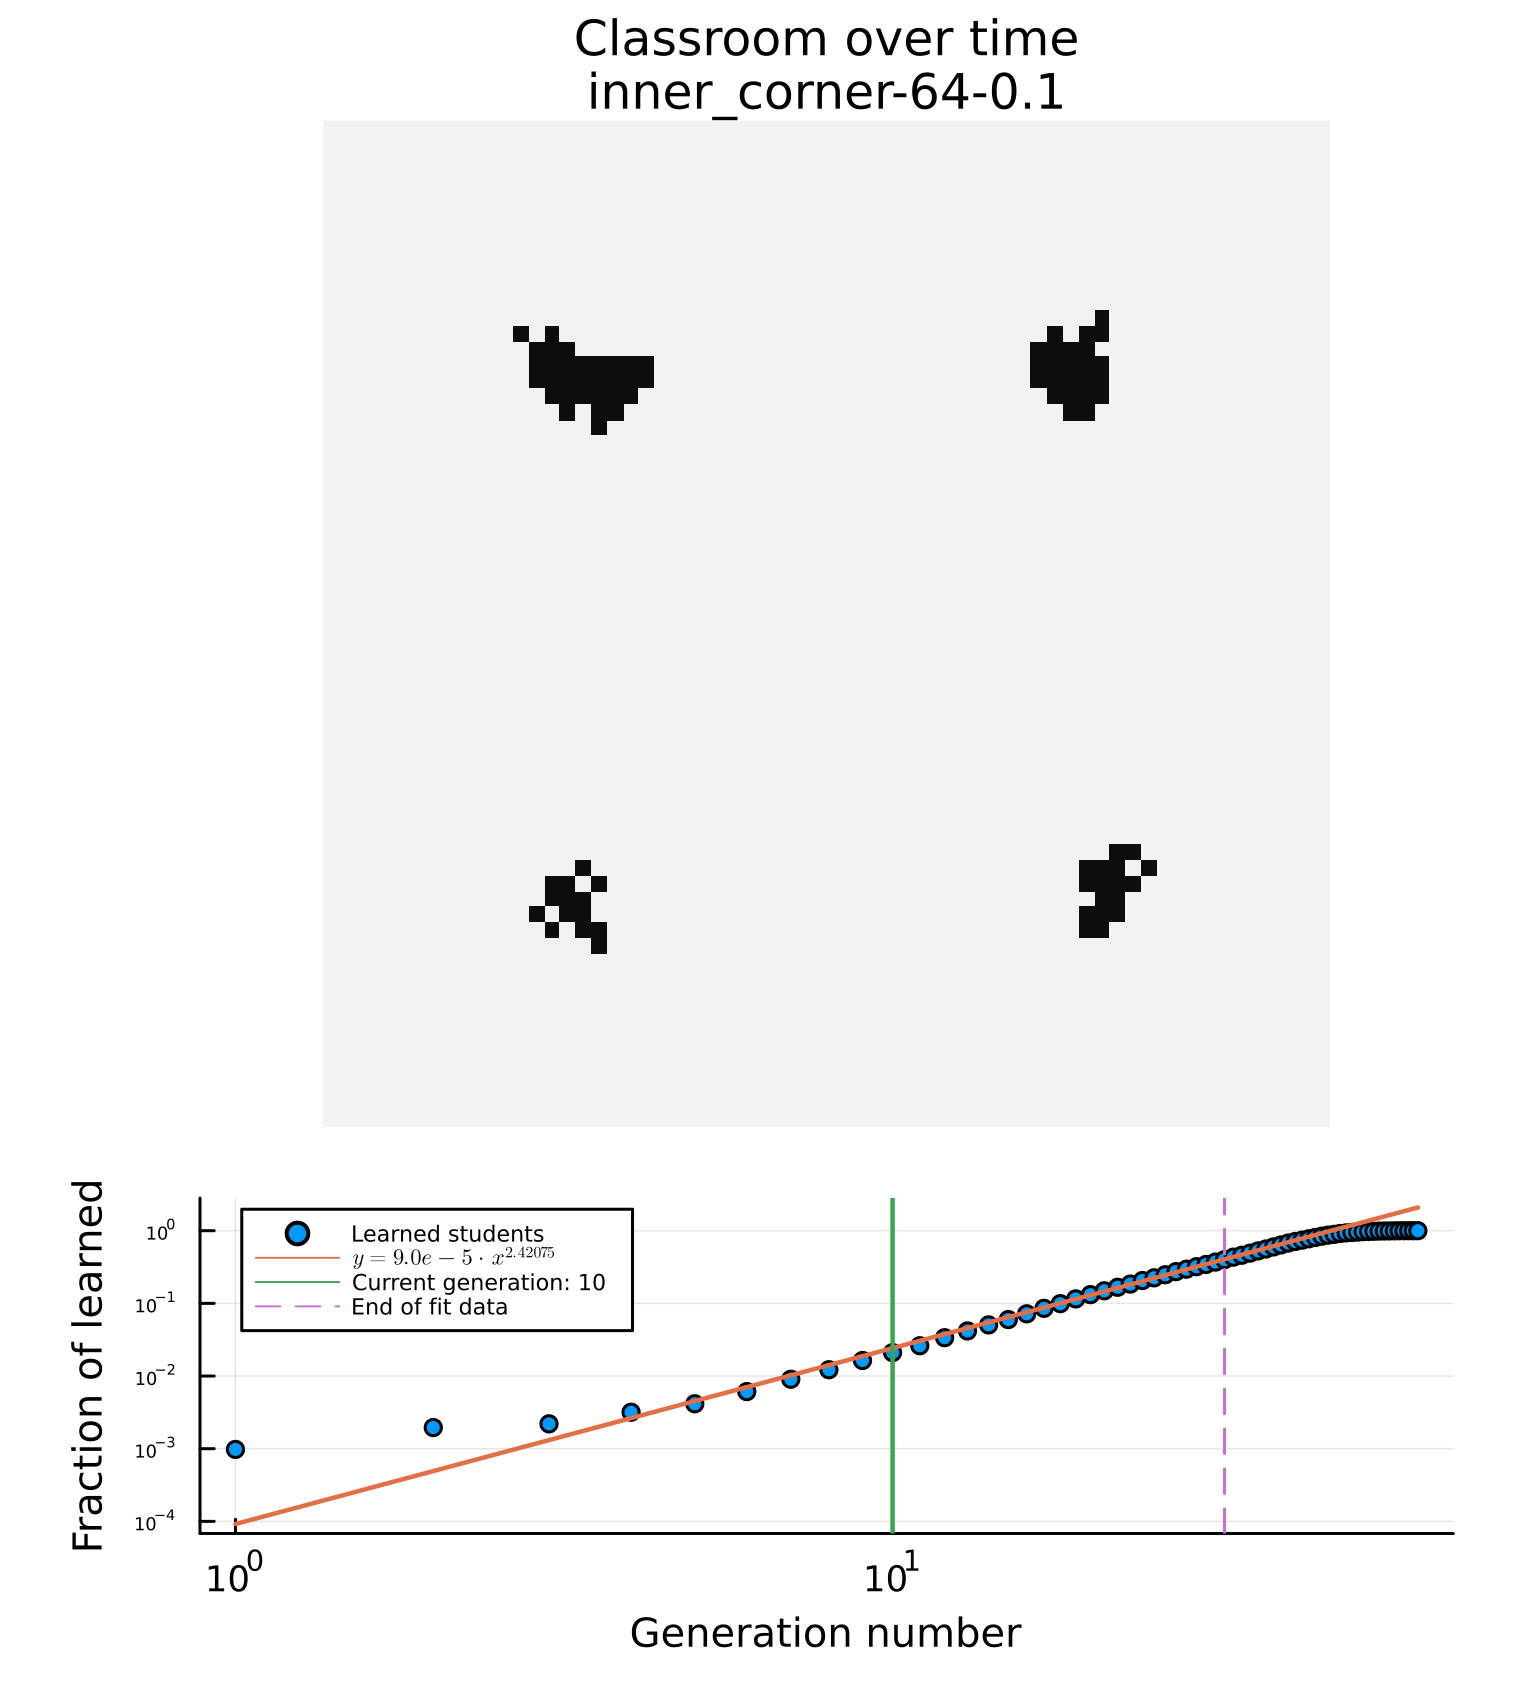 Classroom over time
inner_corner-64-0.1
Fraction of learned
10^0
10^-1
10^-2
10^-3
10^-4
Learned students
y = 9.0e − 5 · x^2.42075
Current generation: 10
End of fit data
10^0
10^1
Generation number